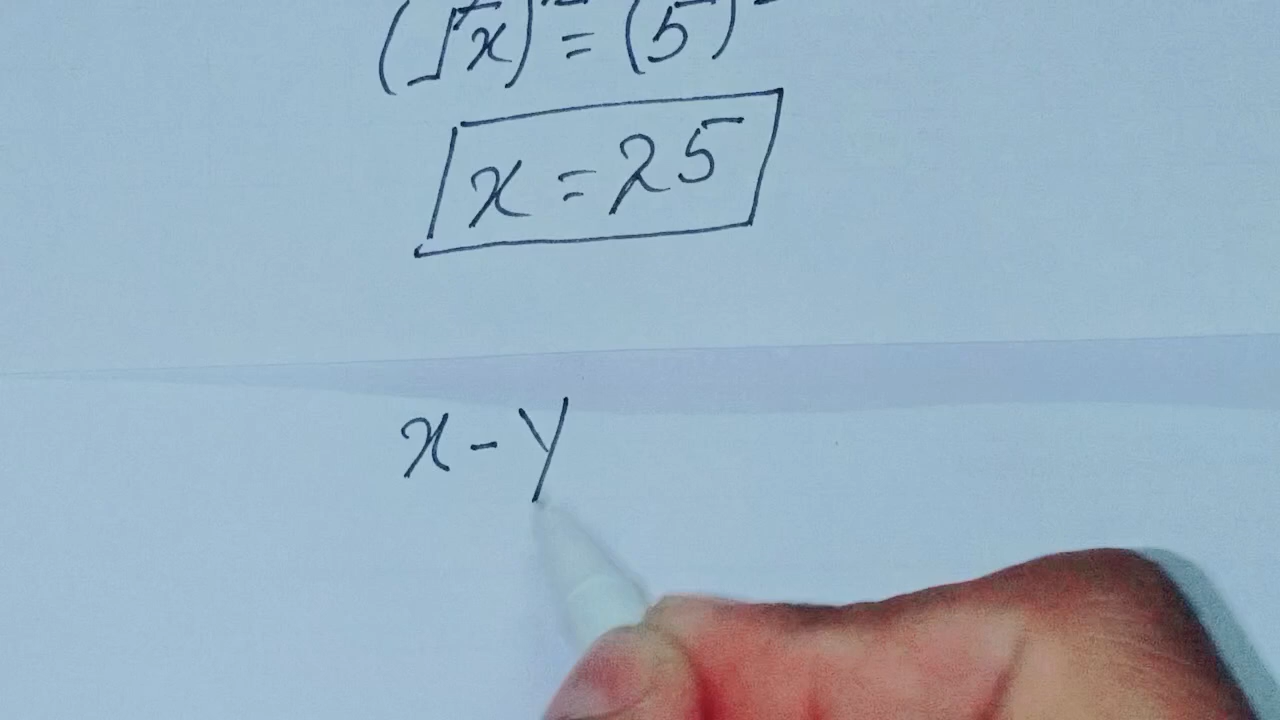 (√x)² = (5)²
x = 25
x - y